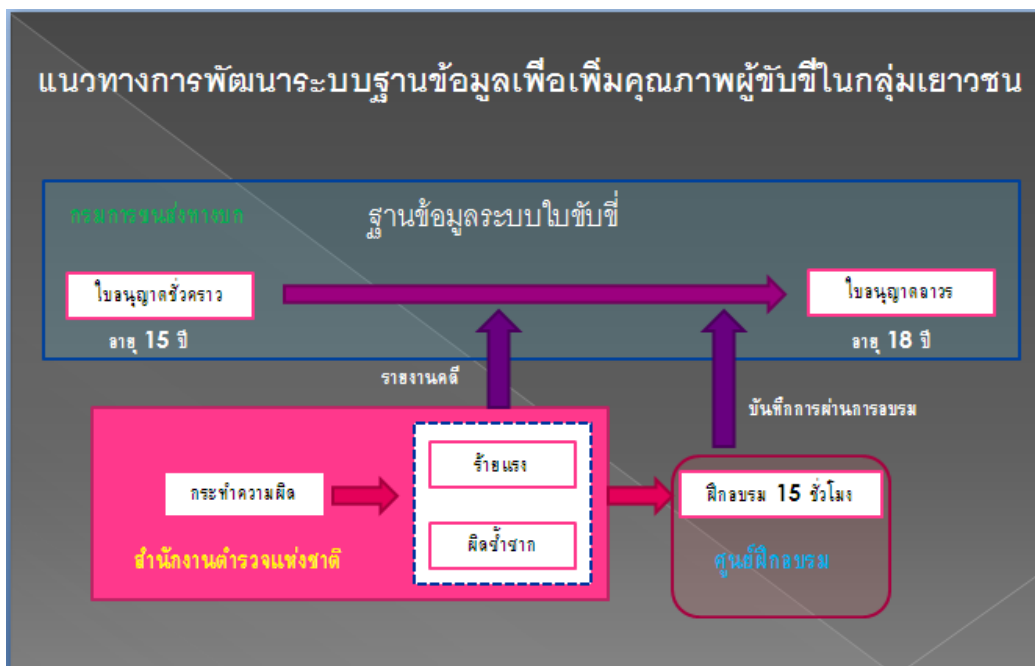 แนวทางการพัฒนาระบบฐานข้อมูลเพื่อเพิ่มคุณภาพผู้ขับขี่ในกลุ่มเยาวชน
กรมการขนส่งทางบก
ฐานข้อมูลระบบใบขับขี่
ใบอนุญาตชั่วคราว
ใบอนุญาตถาวร
อายุ 15 ปี
อายุ 18 ปี
รายงานคดี
บันทึกการผ่านการอบรม
ร้ายแรง
กระทำความผิด
ฝึกอบรม 15 ชั่วโมง
ผิดซ้ำซาก
สำนักงานตำรวจแห่งชาติ
ศูนย์ฝึกอบรม